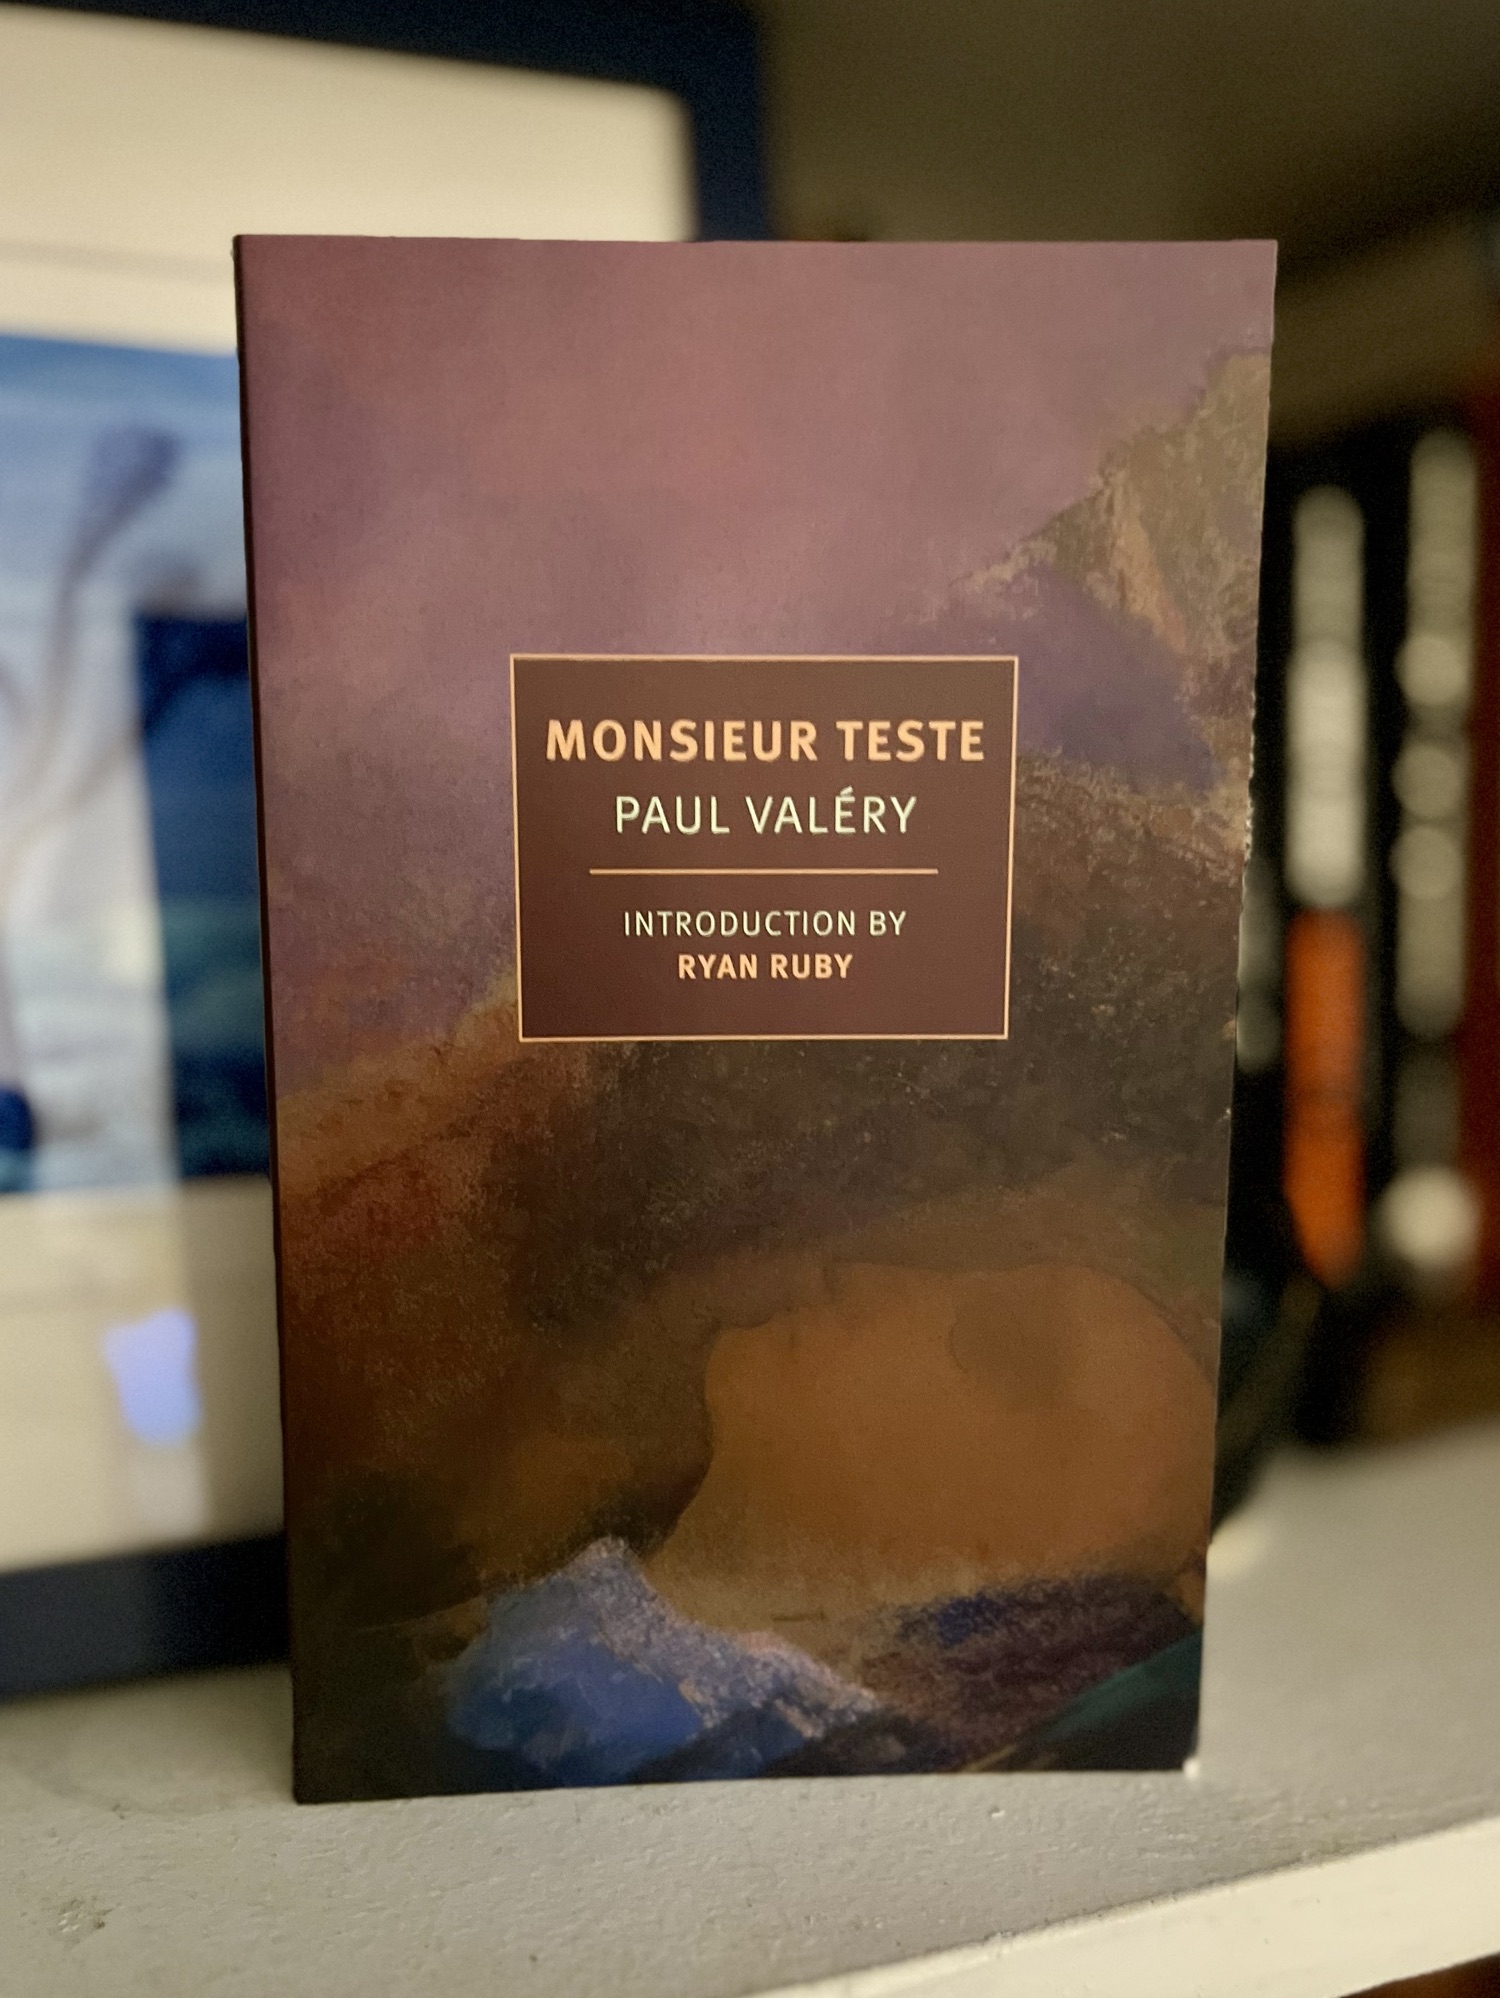 MONSIEUR TESTE
PAUL VALÉRY
INTRODUCTION BY
RYAN RUBY